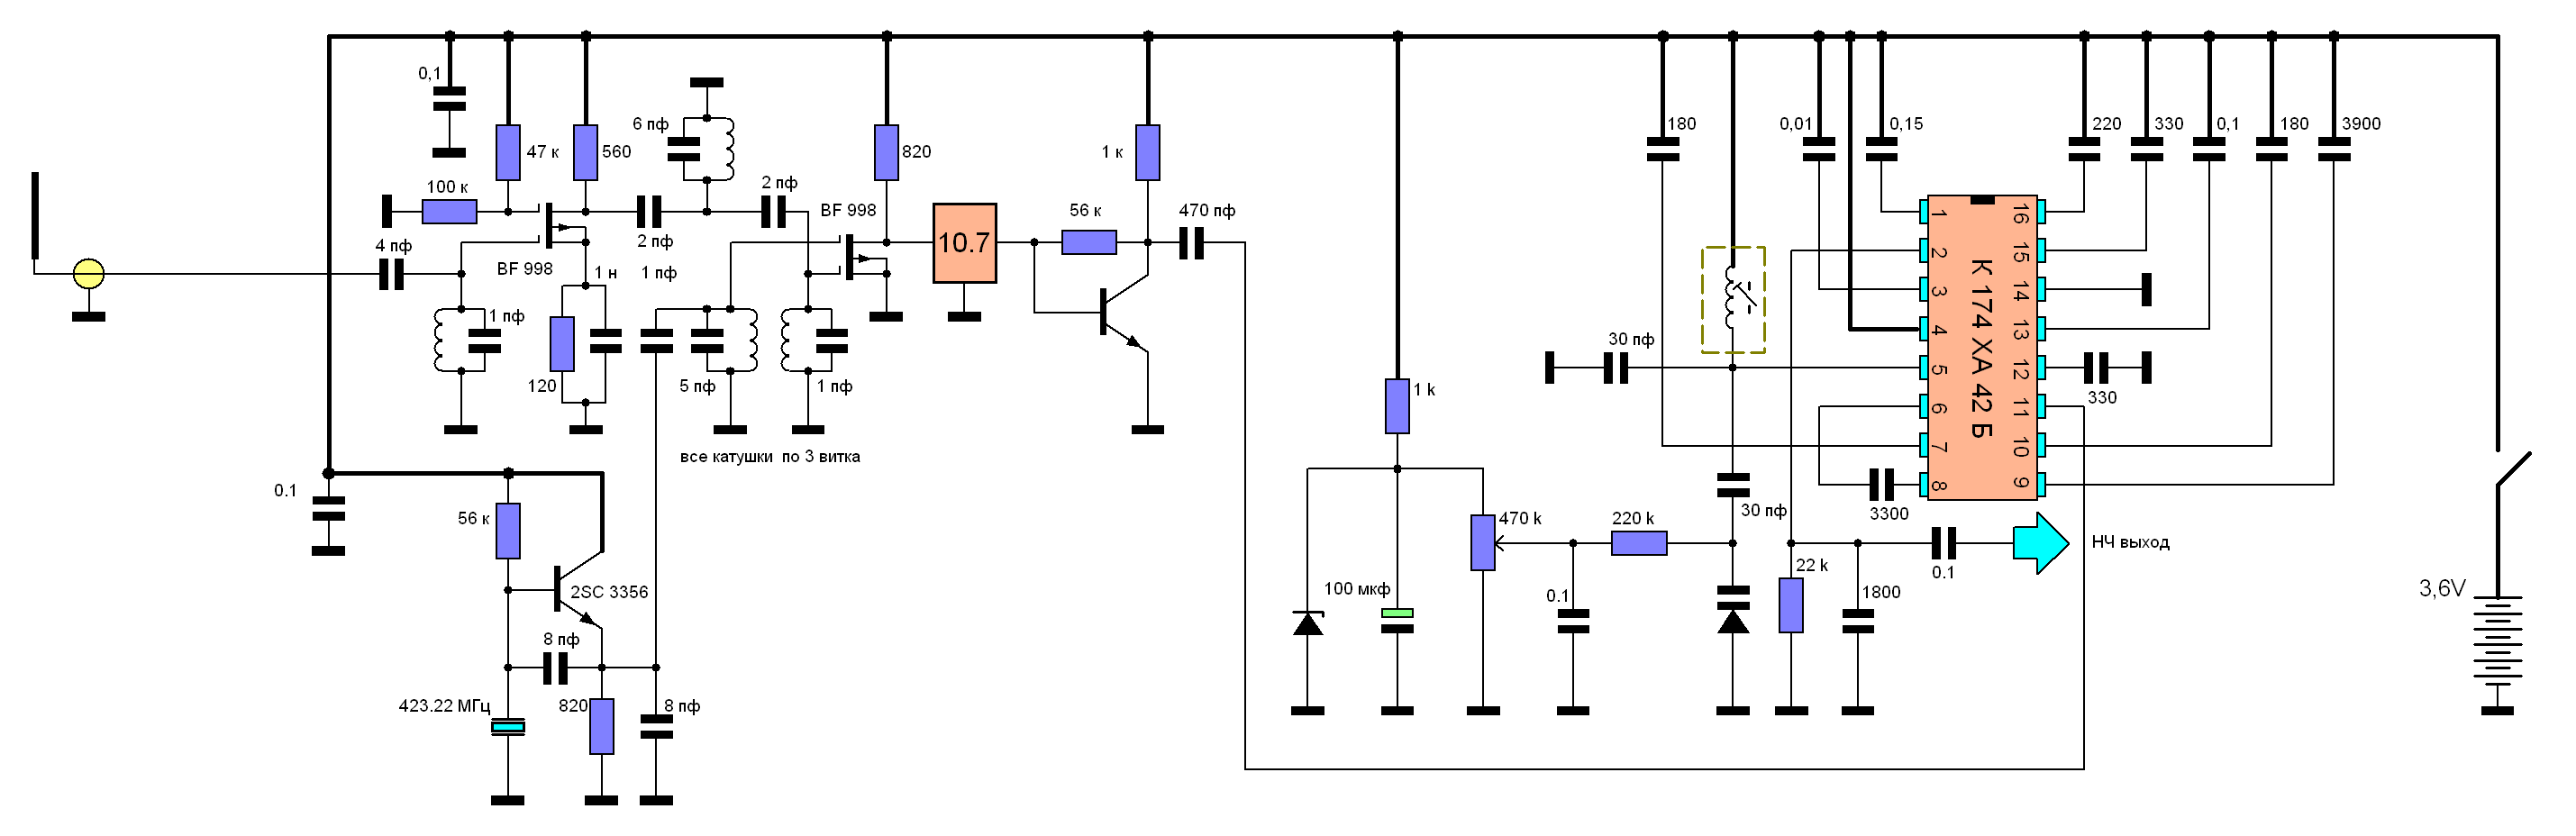 0,1
47 к
560
6 пф
820
1 к
180
0,01
0,15
220
330
0,1
180
3900
100 к
2 пф
BF 998
56 к
470 пф
4 пф
2 пф
10.7
BF 998
1 н
1 пф
1 пф
120
5 пф
1 пф
все катушки по 3 витка
30 пф
1 k
К 174 ХА 42 Б
1
2
3
4
5
6
7
8
16
15
14
13
12
11
10
9
330
3300
0.1
56 к
2SC 3356
8 пф
423.22 МГц
820
8 пф
470 k
220 k
30 пф
100 мкф
0.1
22 k
1800
0.1
НЧ выход
3,6V